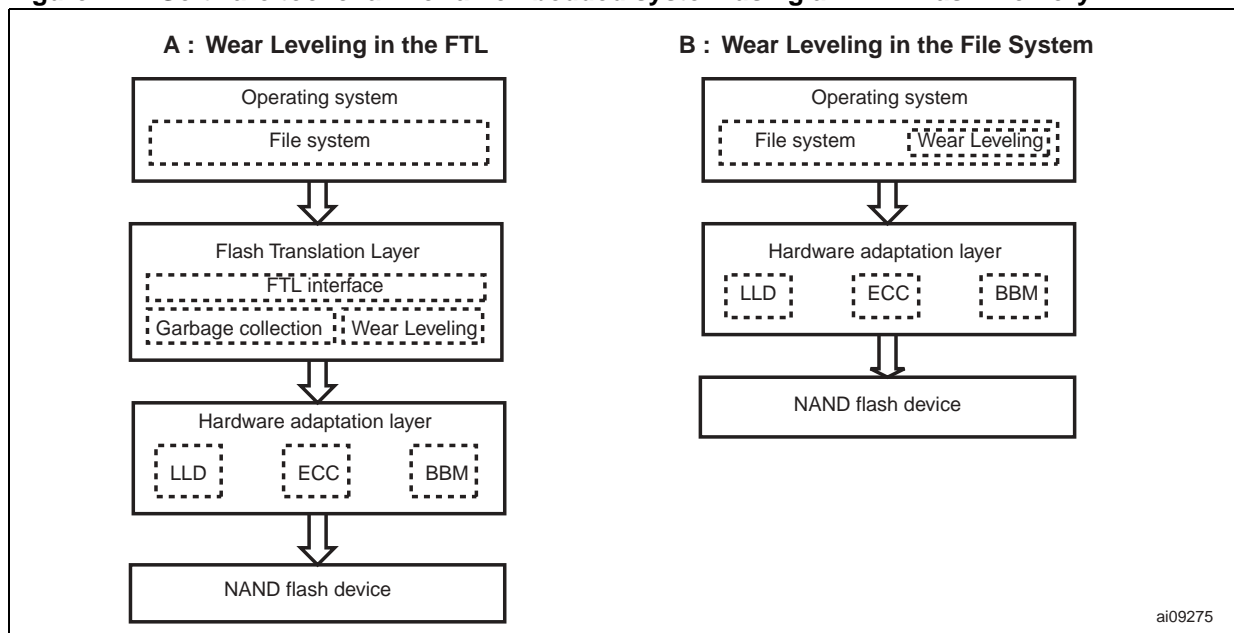 A : Wear Leveling in the FTL
Operating system
File system
Flash Translation Layer
FTL interface
Garbage collection
Wear Leveling
Hardware adaptation layer
LLD
ECC
BBM
NAND flash device
B : Wear Leveling in the File System
Operating system
File system
Wear Leveling
Hardware adaptation layer
LLD
ECC
BBM
NAND flash device
ai09275